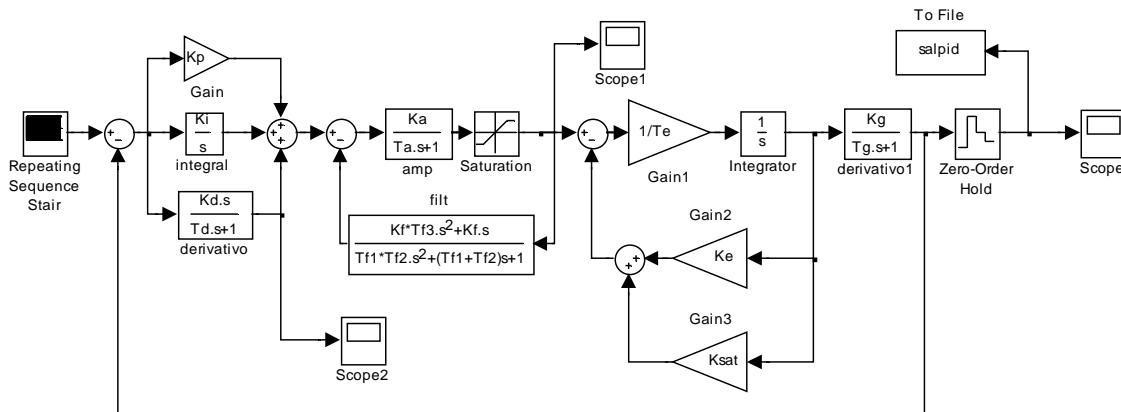 To File
salpid
Kp
Gain
Scope1
Repeating
Sequence
Stair
Ki
s
integral
Ka
Ta.s+1
amp
Saturation
1/Te
Gain1
1
s
Integrator
Kg
Tg.s+1
derivativo1
Zero-Order
Hold
Scope
Kd.s
Td.s+1
derivativo
filt
Kf*Tf3.s²+Kf.s
Tf1*Tf2.s²+(Tf1+Tf2)s+1
Gain2
Ke
Gain3
Ksat
Scope2